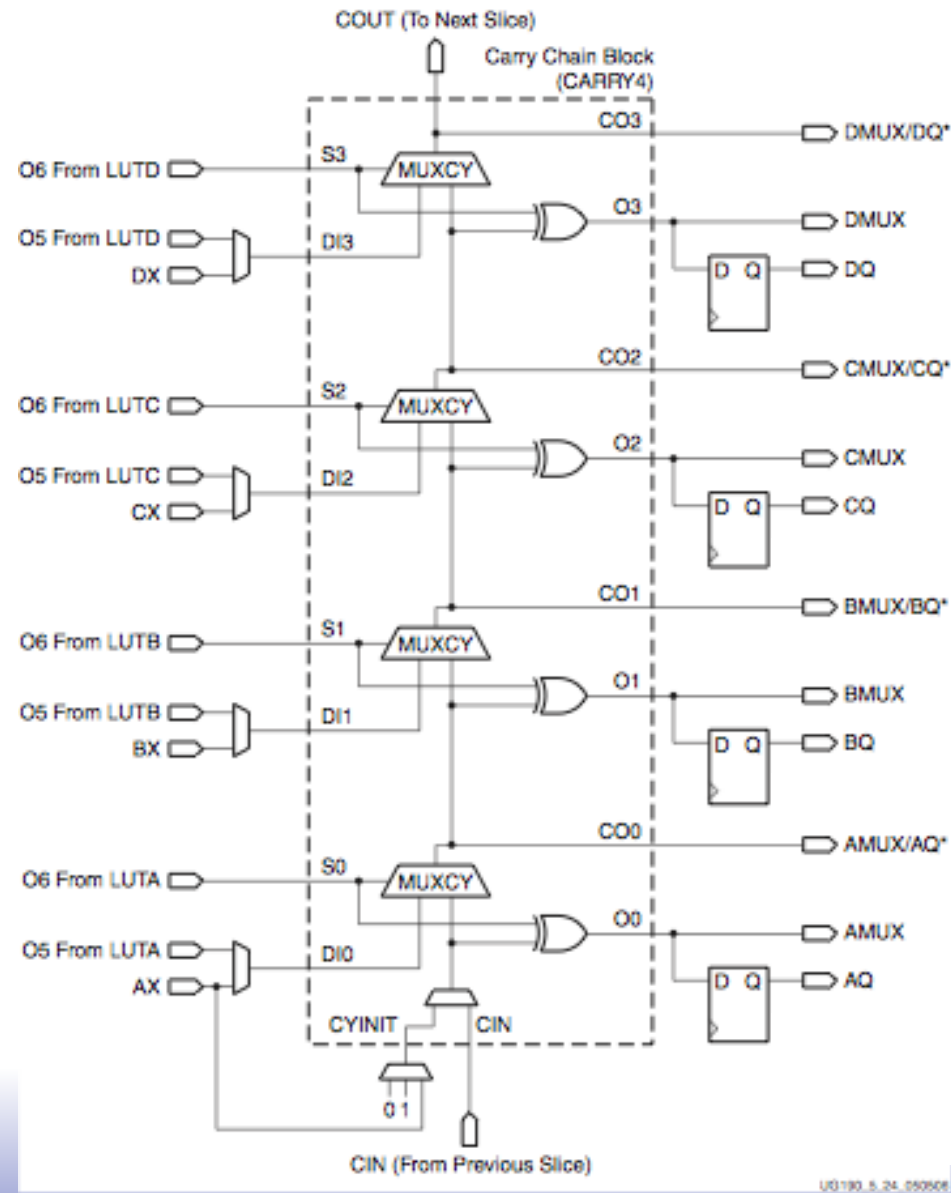 COUT (To Next Slice)
Carry Chain Block
(CARRY4)
CO3
DMUX/DQ*
S3
O6 From LUTD
MUXCY
O3
DMUX
O5 From LUTD
DI3
DX
D Q
DQ
CO2
CMUX/CQ*
S2
O6 From LUTC
MUXCY
O2
CMUX
O5 From LUTC
DI2
CX
D Q
CQ
CO1
BMUX/BQ*
S1
O6 From LUTB
MUXCY
O1
BMUX
O5 From LUTB
DI1
BX
D Q
BQ
CO0
AMUX/AQ*
S0
O6 From LUTA
MUXCY
O0
AMUX
O5 From LUTA
DI0
AX
D Q
AQ
CYINIT
CIN
0 1
CIN (From Previous Slice)
UG190_5_24_050506